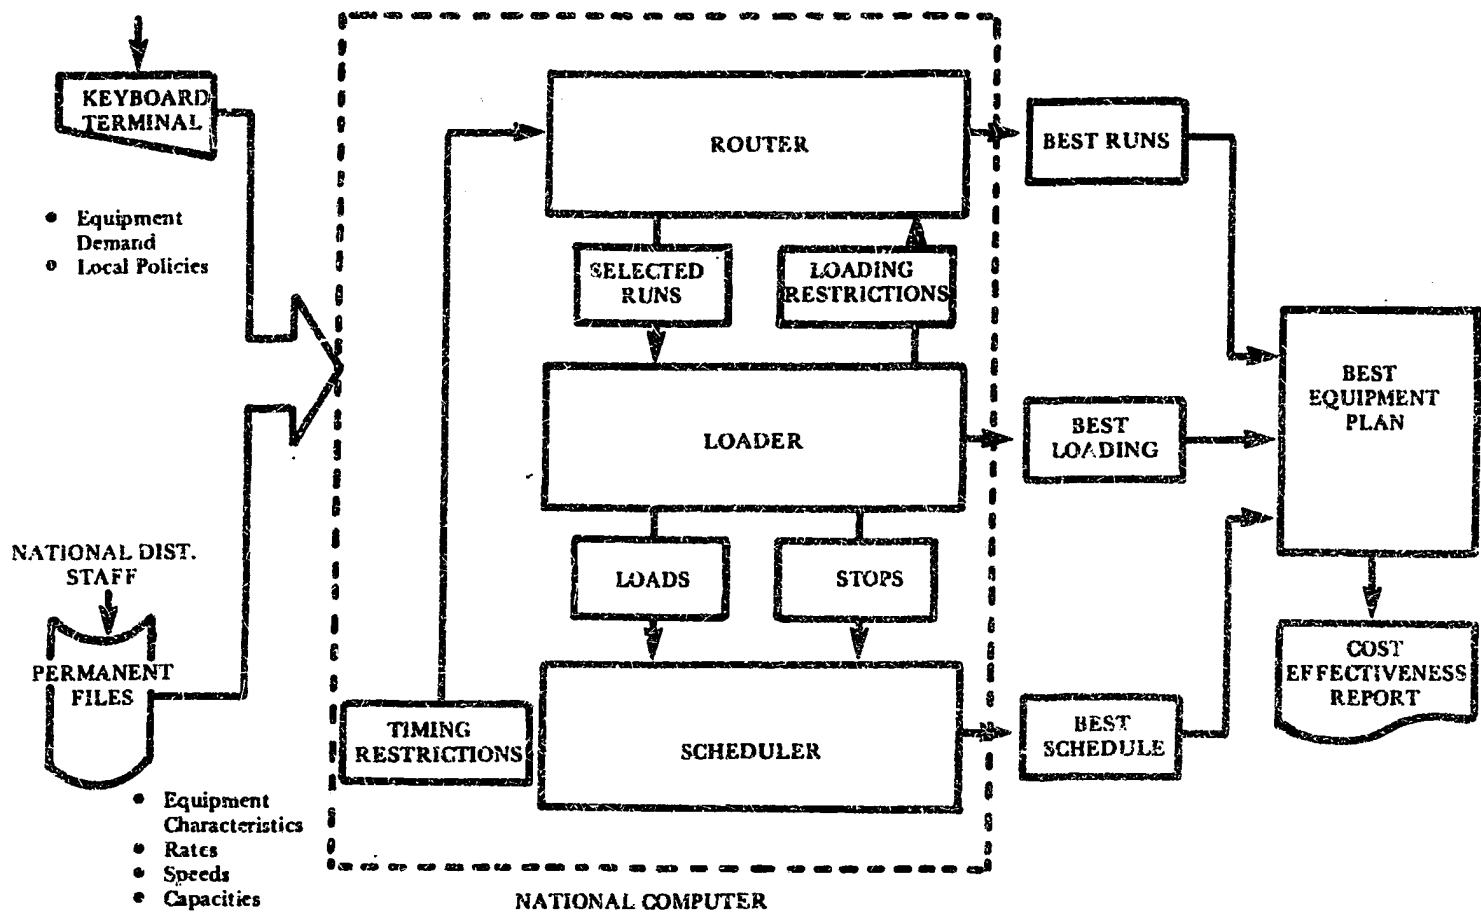 KEYBOARD
TERMINAL
• Equipment
Demand
• Local Policies
NATIONAL DIST.
STAFF
PERMANENT
FILES
• Equipment
Characteristics
• Rates
• Speeds
• Capacities
ROUTER
SELECTED
RUNS
LOADING
RESTRICTIONS
LOADER
LOADS
STOPS
TIMING
RESTRICTIONS
SCHEDULER
NATIONAL COMPUTER
BEST RUNS
BEST
LOADING
BEST
SCHEDULE
BEST
EQUIPMENT
PLAN
COST
EFFECTIVENESS
REPORT